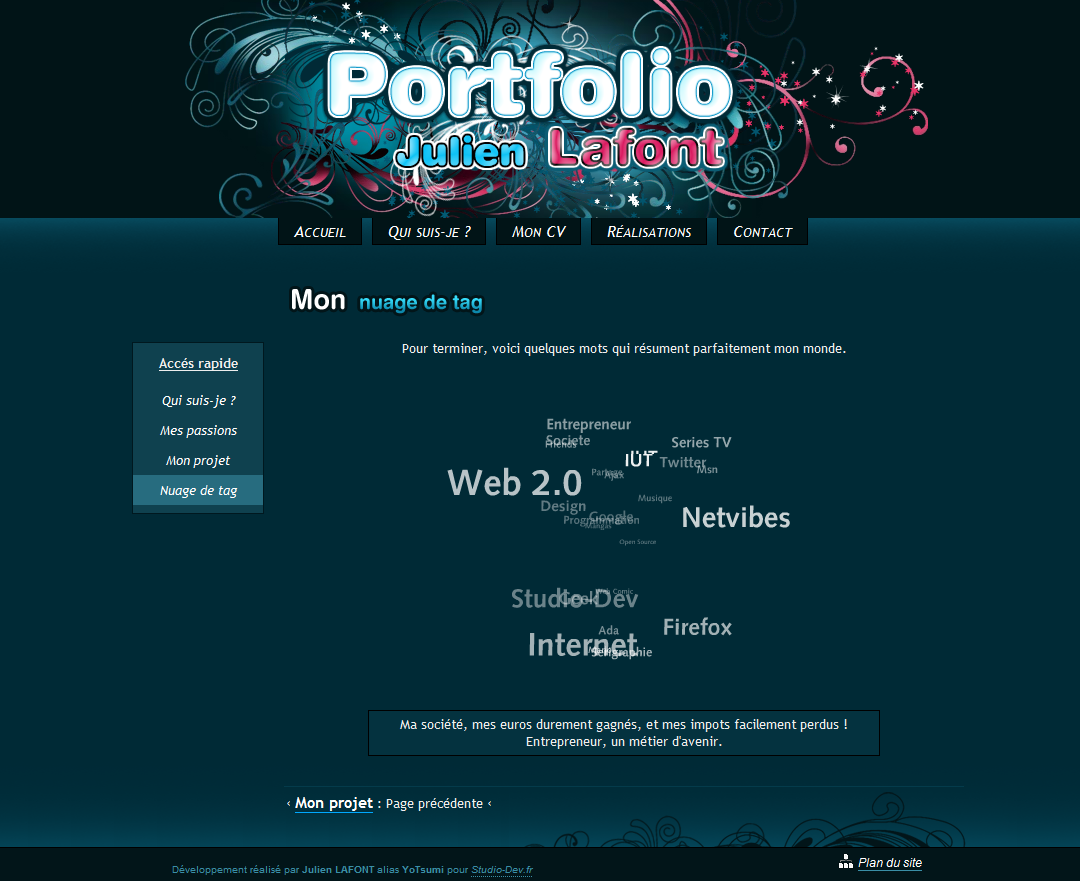 Portfolio
Julien Lafont
Accueil
Qui suis-je ?
Mon CV
Réalisations
Contact
Mon nuage de tag
Pour terminer, voici quelques mots qui résument parfaitement mon monde.
Accés rapide
Qui suis-je ?
Mes passions
Mon projet
Nuage de tag
Entrepreneur
Societe
Friends
Series TV
IUT
Twitter
Msn
Partage
Ajax
Web 2.0
Musique
Design
Google
Programmation
Mangas
Netvibes
Open Source
Web Comic
Studio-Dev
Geek
Ada
Firefox
Internet
Serigraphie
Ma société, mes euros durement gagnés, et mes impots facilement perdus !
Entrepreneur, un métier d'avenir.
‹ Mon projet : Page précédente ‹
Plan du site
Développement réalisé par Julien LAFONT alias YoTsumi pour Studio-Dev.fr